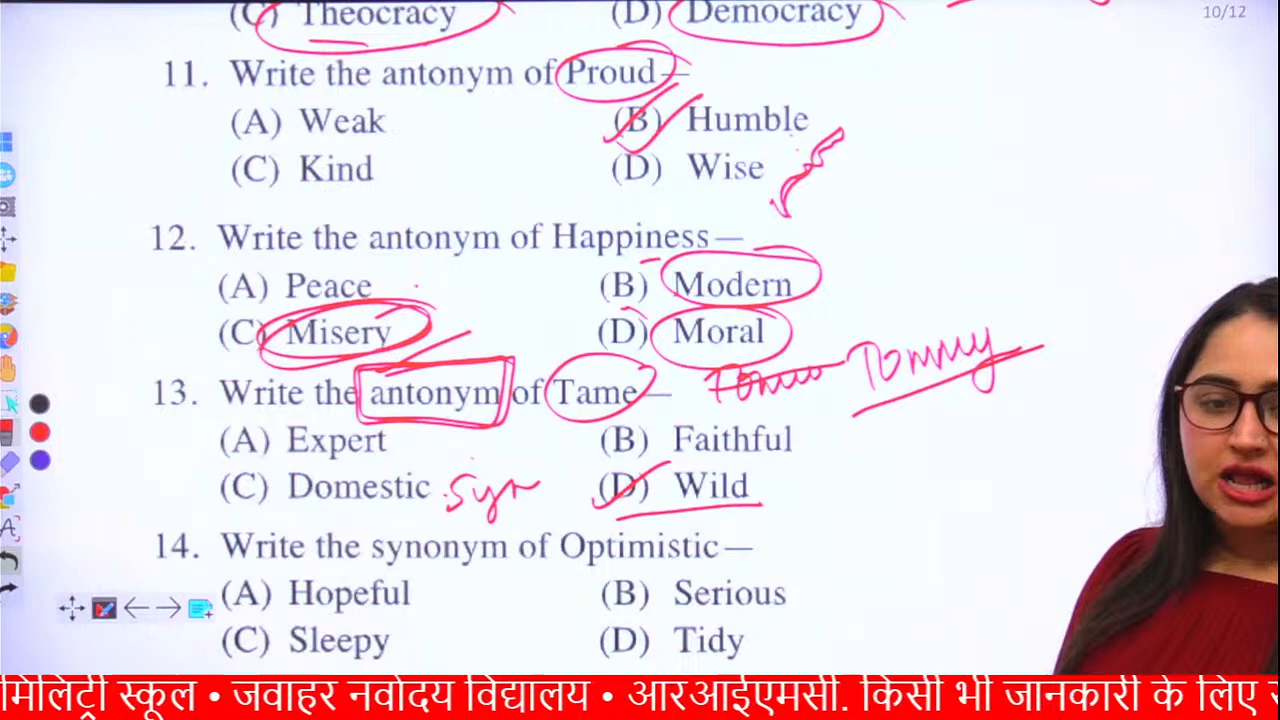 (C) Theocracy (D) Democracy
10/12
11. Write the antonym of Proud—
(A) Weak (B) Humble
(C) Kind (D) Wise
12. Write the antonym of Happiness—
(A) Peace (B) Modern
(C) Misery (D) Moral
Tommy
13. Write the antonym of Tame—
(A) Expert (B) Faithful
(C) Domestic Syn (D) Wild
14. Write the synonym of Optimistic—
(A) Hopeful (B) Serious
(C) Sleepy (D) Tidy
मिलिट्री स्कूल • जवाहर नवोदय विद्यालय • आरआईएमसी. किसी भी जानकारी के लिए